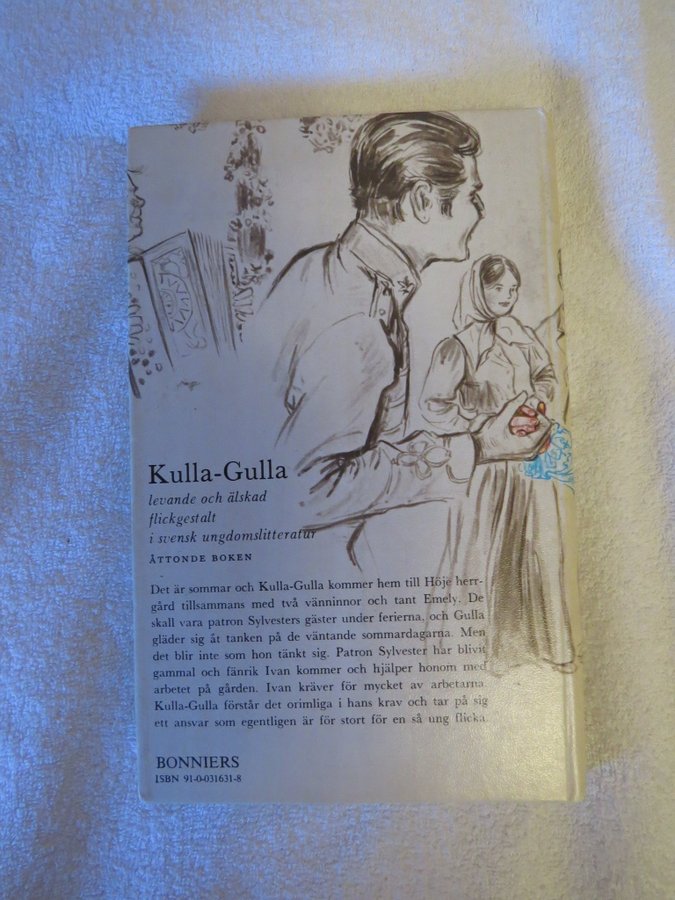 Kulla-Gulla
levande och älskad
flickgestalt
i svensk ungdomslitteratur
ÅTTONDE BOKEN
Det är sommar och Kulla-Gulla kommer hem till Höje herr-
gård tillsammans med två vänninnor och tant Emely. De
skall vara patron Sylvesters gäster under ferierna, och Gulla
gläder sig åt tanken på de väntande sommardagarna. Men
det blir inte som hon tänkt sig. Patron Sylvester har blivit
gammal och fänrik Ivan kommer och hjälper honom med
arbetet på gården. Ivan kräver för mycket av arbetarna.
Kulla-Gulla förstår det orimliga i hans krav och tar på sig
ett ansvar som egentligen är för stort för en så ung flicka.
BONNIERS
ISBN 91-0-031631-8